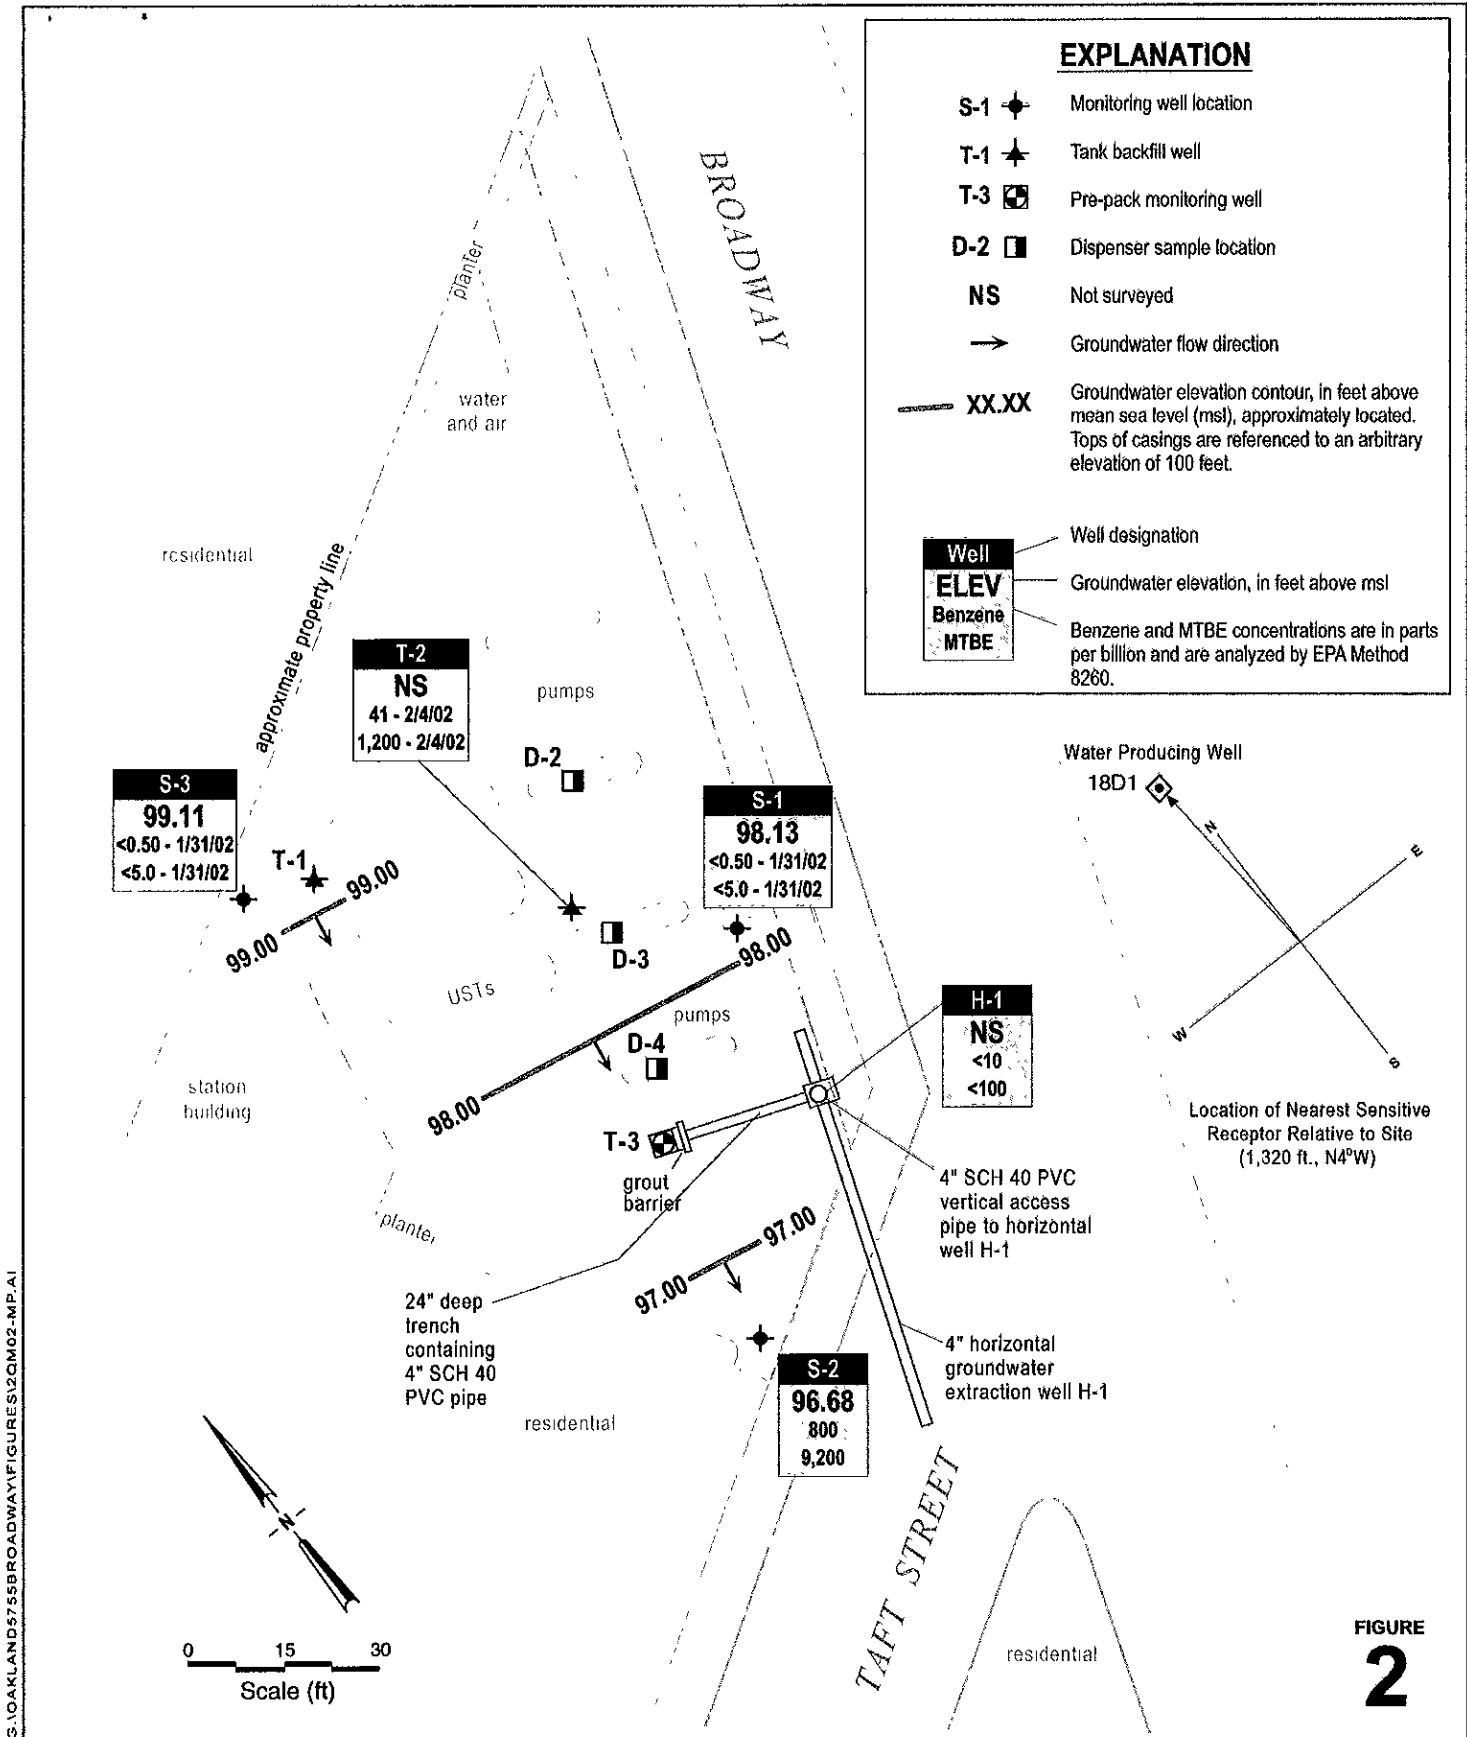 EXPLANATION
S-1 Monitoring well location
T-1 Tank backfill well
T-3 Pre-pack monitoring well
D-2 Dispenser sample location
NS Not surveyed
Groundwater flow direction
XX.XX Groundwater elevation contour, in feet above
mean sea level (msl), approximately located.
Tops of casings are referenced to an arbitrary
elevation of 100 feet.
Well
ELEV
Benzene
MTBE
Well designation
Groundwater elevation, in feet above msl
Benzene and MTBE concentrations are in parts
per billion and are analyzed by EPA Method
8260.
BROADWAY
planter
water
and air
residential
approximate property line
T-2
NS
41 - 2/4/02
1,200 - 2/4/02
pumps
D-2
S-3
99.11
<0.50 - 1/31/02
<5.0 - 1/31/02
T-1
S-1
98.13
<0.50 - 1/31/02
<5.0 - 1/31/02
Water Producing Well
18D1
N
E
W
S
Location of Nearest Sensitive
Receptor Relative to Site
(1,320 ft., N4ºW)
99.00
99.00
D-3
98.00
98.00
USTs
pumps
D-4
H-1
NS
<10
<100
station
building
T-3
grout
barrier
4" SCH 40 PVC
vertical access
pipe to horizontal
well H-1
planter
97.00
97.00
24" deep
trench
containing
4" SCH 40
PVC pipe
4" horizontal
groundwater
extraction well H-1
S-2
96.68
800
9,200
residential
TAFT STREET
residential
N
0 15 30
Scale (ft)
FIGURE
2
G:\OAKLAND5755BROADWAY\FIGURES\2QM02-MP.AI